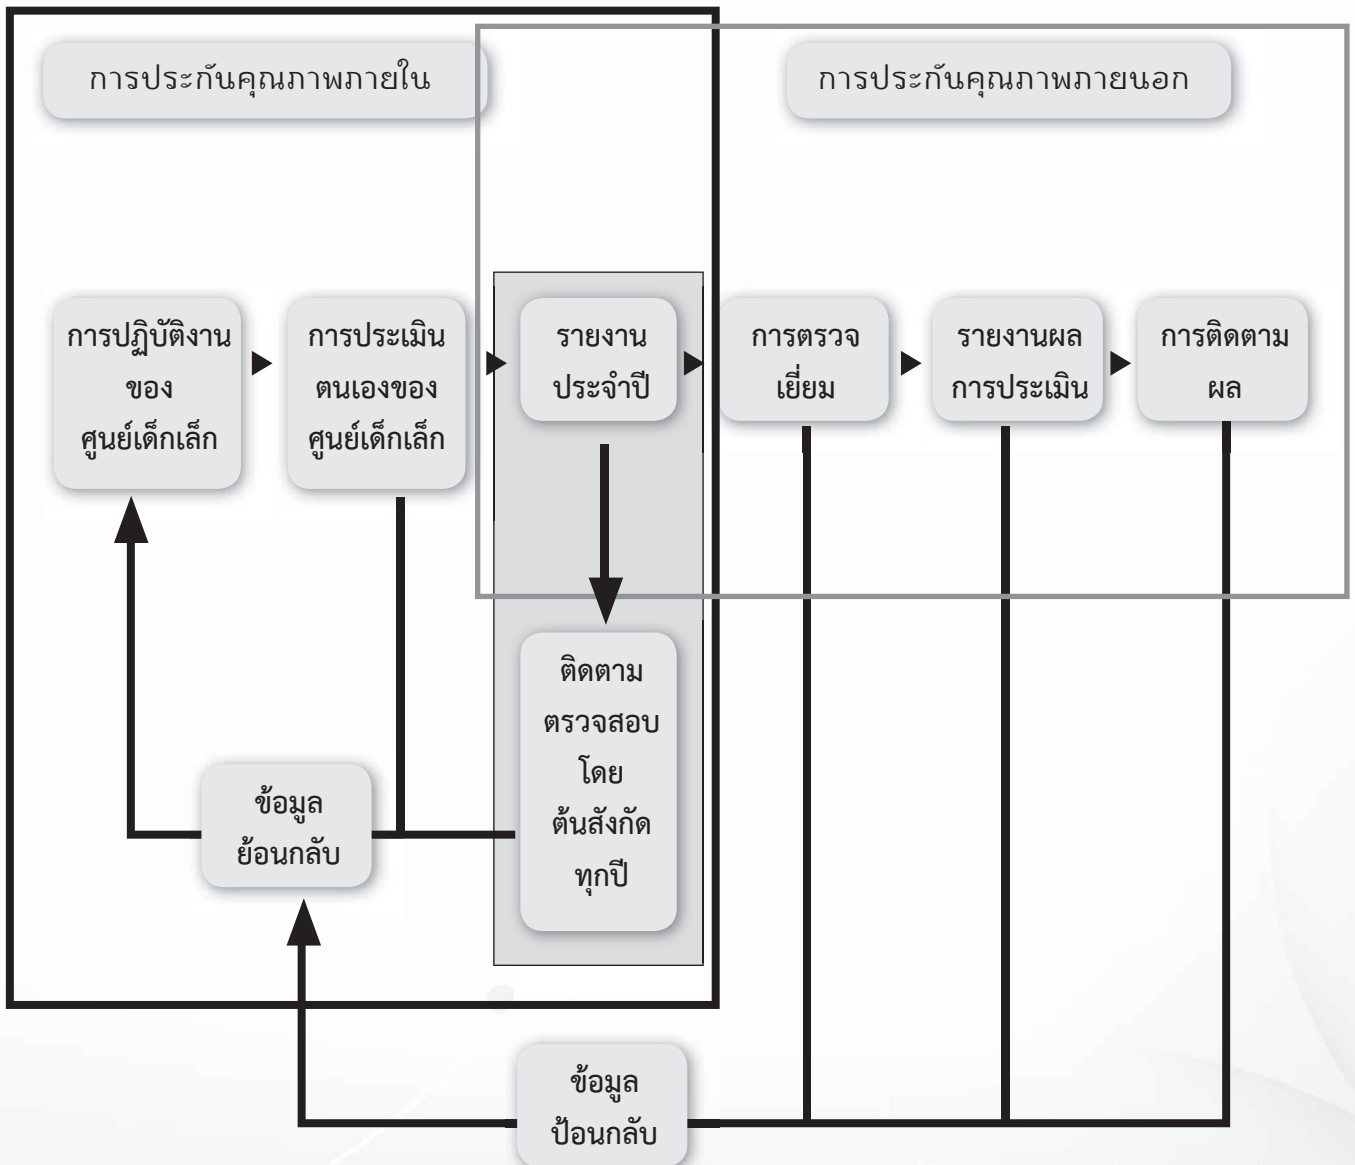 การประกันคุณภาพภายใน
การประกันคุณภาพภายนอก
การปฏิบัติงาน
ของ
ศูนย์เด็กเล็ก
การประเมิน
ตนเองของ
ศูนย์เด็กเล็ก
รายงาน
ประจำปี
การตรวจ
เยี่ยม
รายงานผล
การประเมิน
การติดตาม
ผล
ติดตาม
ตรวจสอบ
โดย
ต้นสังกัด
ทุกปี
ข้อมูล
ย้อนกลับ
ข้อมูล
ป้อนกลับ